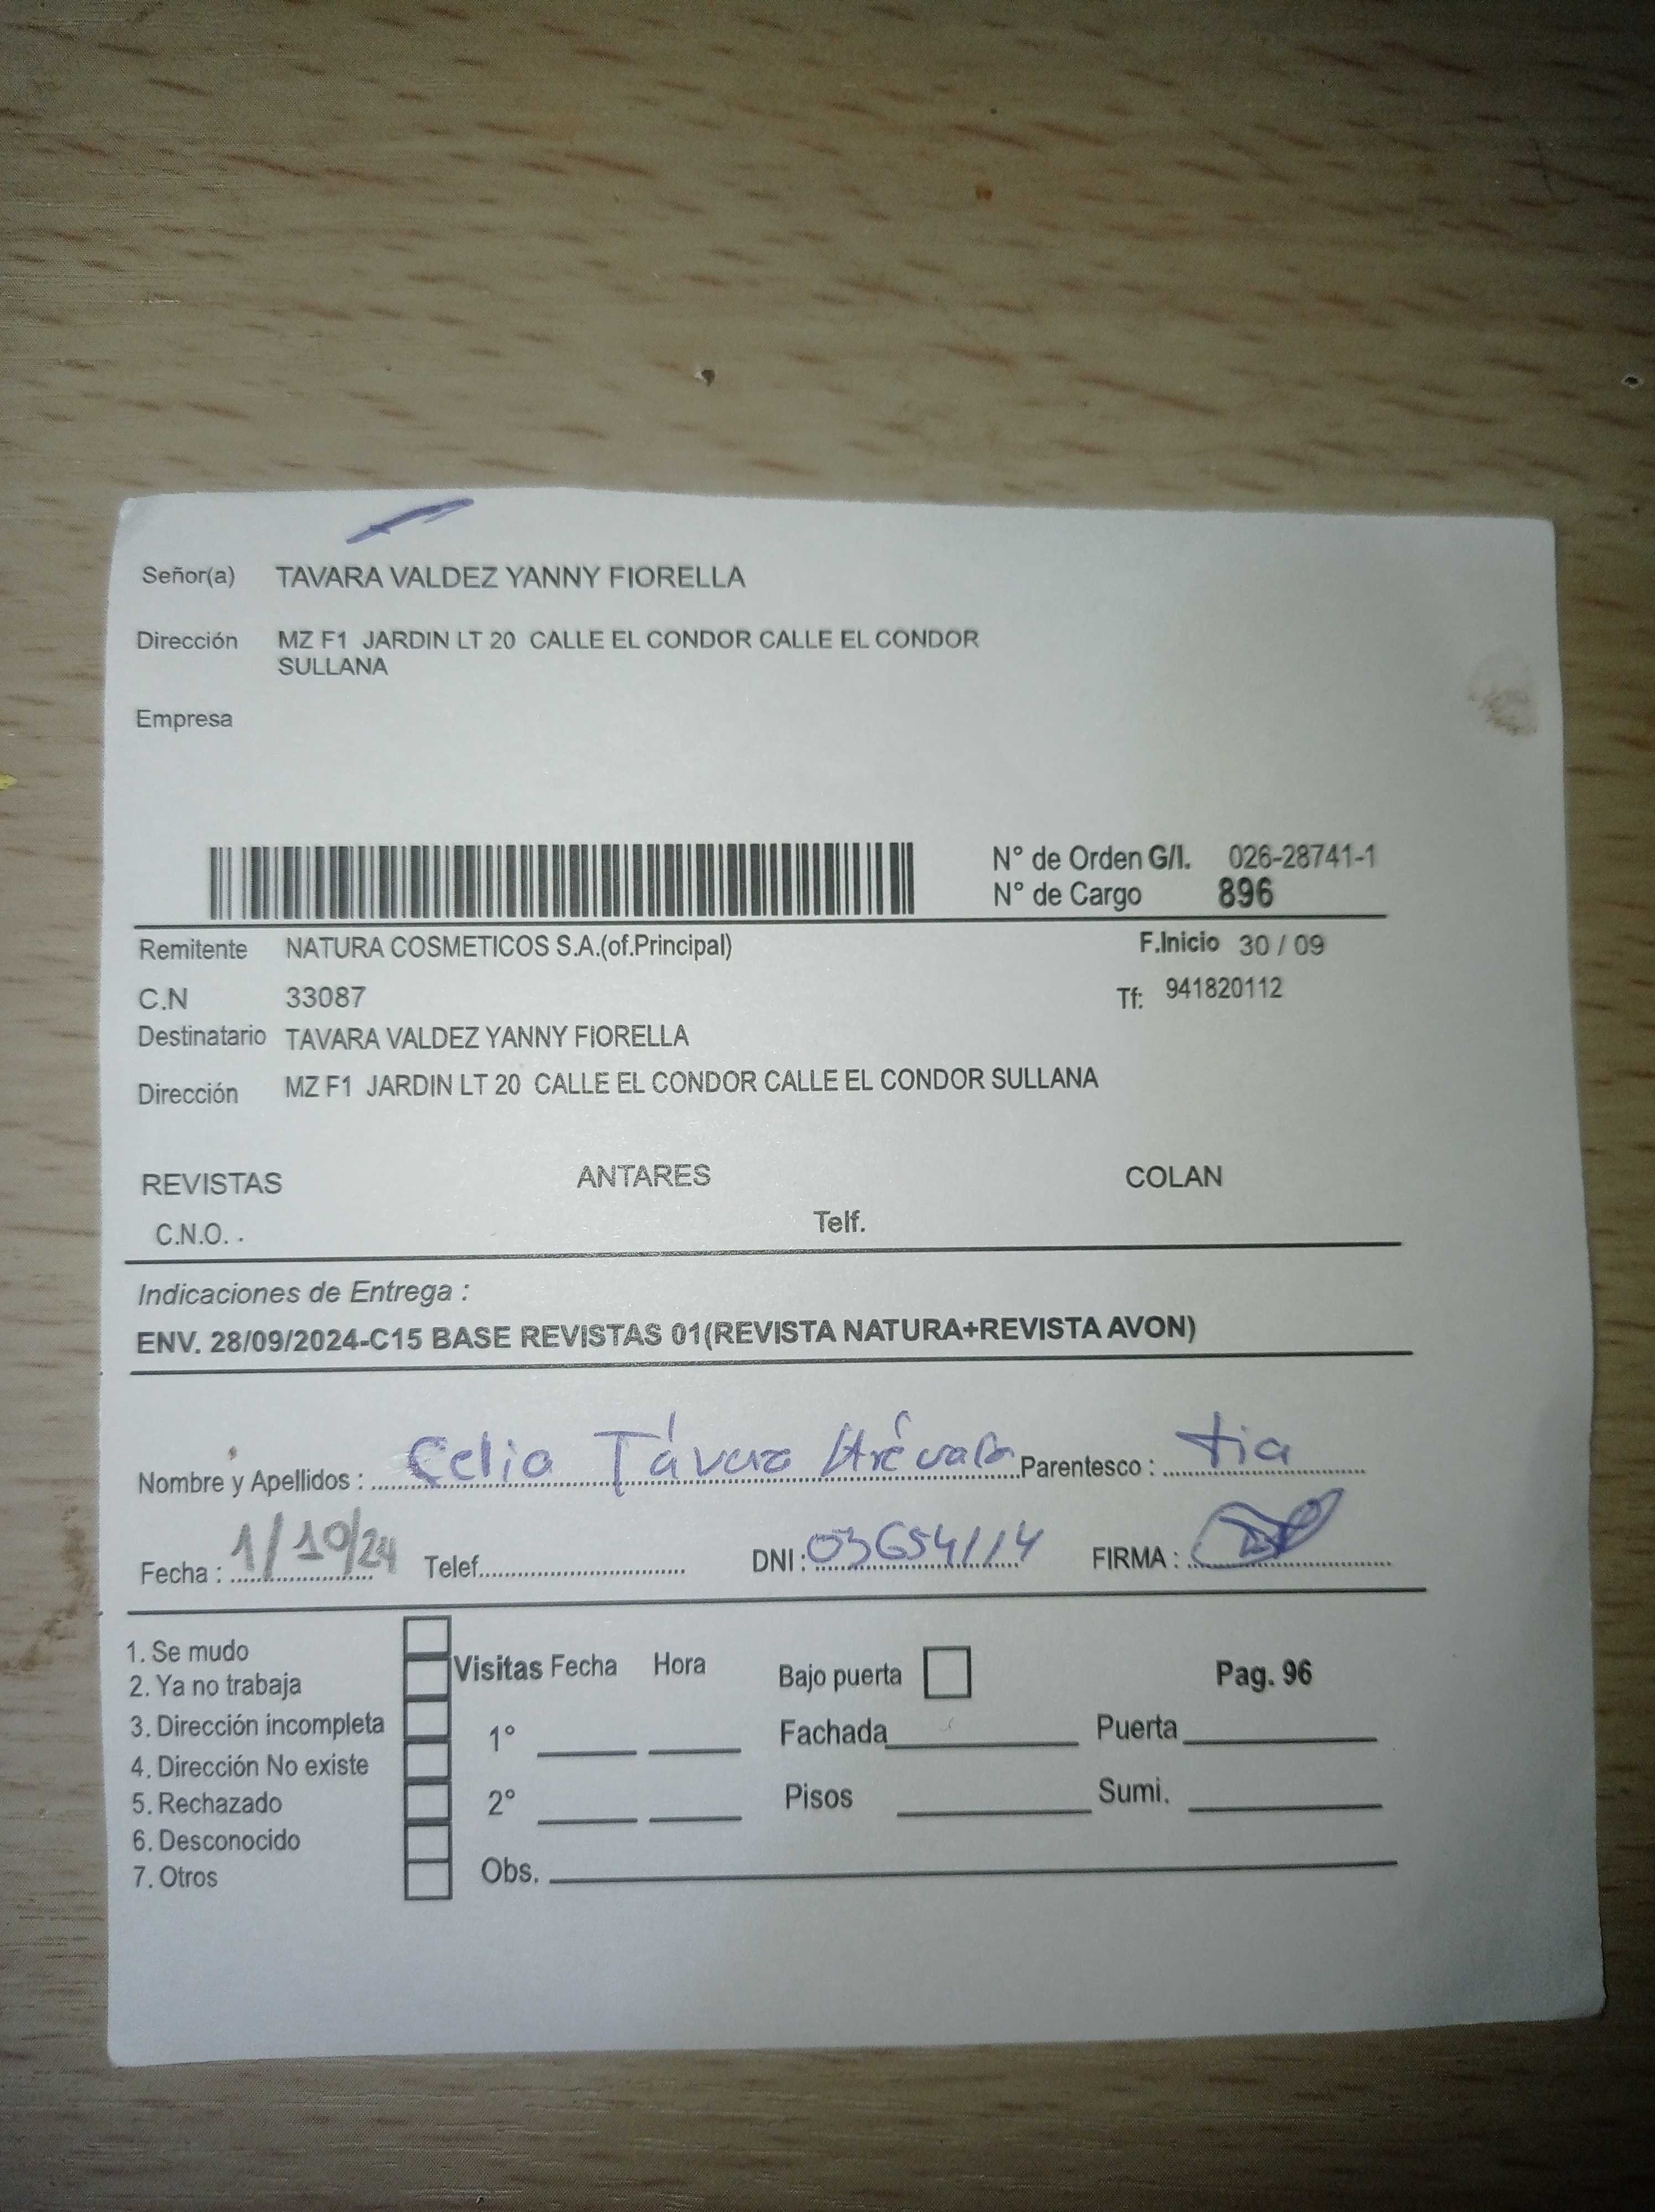 Señor(a) TAVARA VALDEZ YANNY FIORELLA
Dirección MZ F1 JARDIN LT 20 CALLE EL CONDOR CALLE EL CONDOR
SULLANA
Empresa
N° de Orden G/I. 026-28741-1
N° de Cargo 896
Remitente NATURA COSMETICOS S.A.(of.Principal) F.Inicio 30 / 09
C.N 33087 Tf: 941820112
Destinatario TAVARA VALDEZ YANNY FIORELLA
Dirección MZ F1 JARDIN LT 20 CALLE EL CONDOR CALLE EL CONDOR SULLANA
REVISTAS ANTARES COLAN
C.N.O. . Telf.
Indicaciones de Entrega :
ENV. 28/09/2024-C15 BASE REVISTAS 01(REVISTA NATURA+REVISTA AVON)
Nombre y Apellidos : Celia Távara Arévalo Parentesco : tia
Fecha : 1/10/24 Telef. DNI : 03654114 FIRMA :
1. Se mudo
2. Ya no trabaja
3. Dirección incompleta
4. Dirección No existe
5. Rechazado
6. Desconocido
7. Otros
Visitas Fecha Hora Bajo puerta Pag. 96
1° Fachada Puerta
2° Pisos Sumi.
Obs.